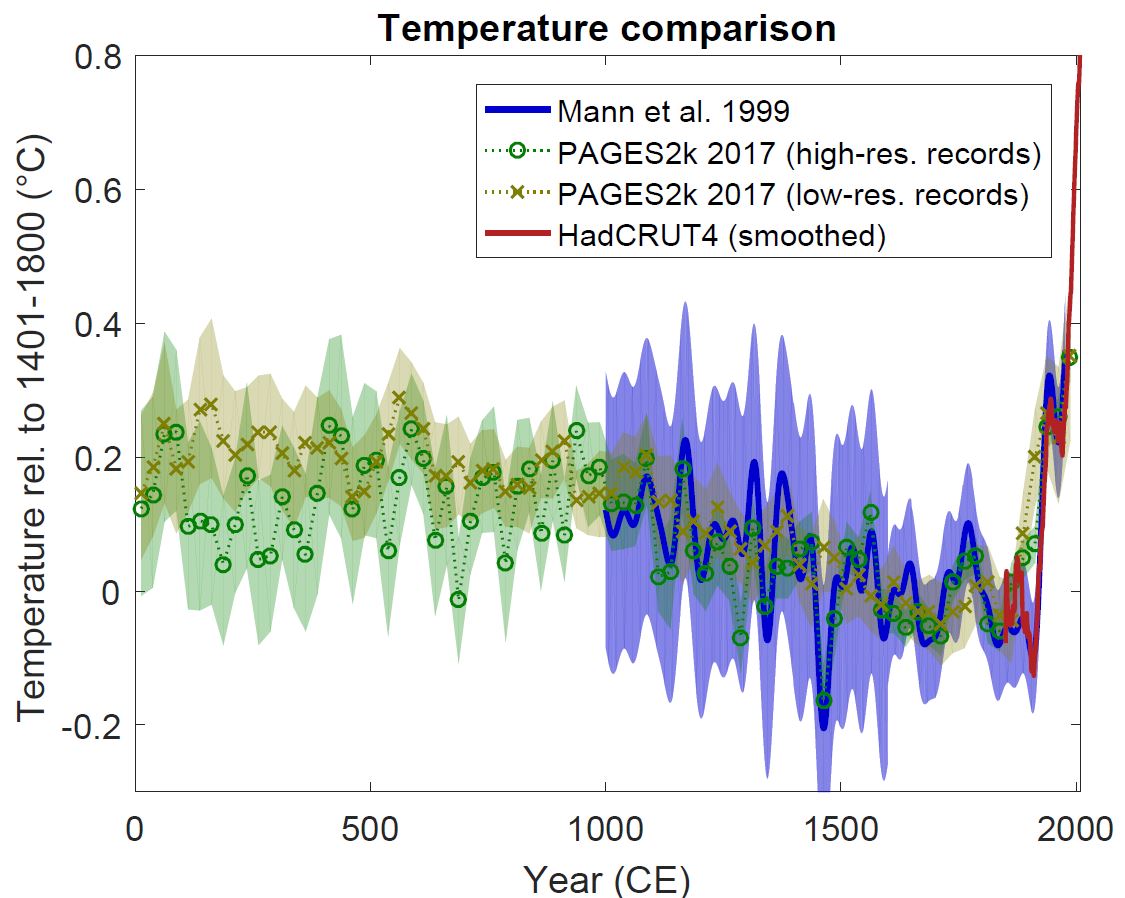 Temperature comparison
Temperature rel. to 1401-1800 (°C)
0.8
0.6
0.4
0.2
0
-0.2
Mann et al. 1999
PAGES2k 2017 (high-res. records)
PAGES2k 2017 (low-res. records)
HadCRUT4 (smoothed)
0 500 1000 1500 2000
Year (CE)